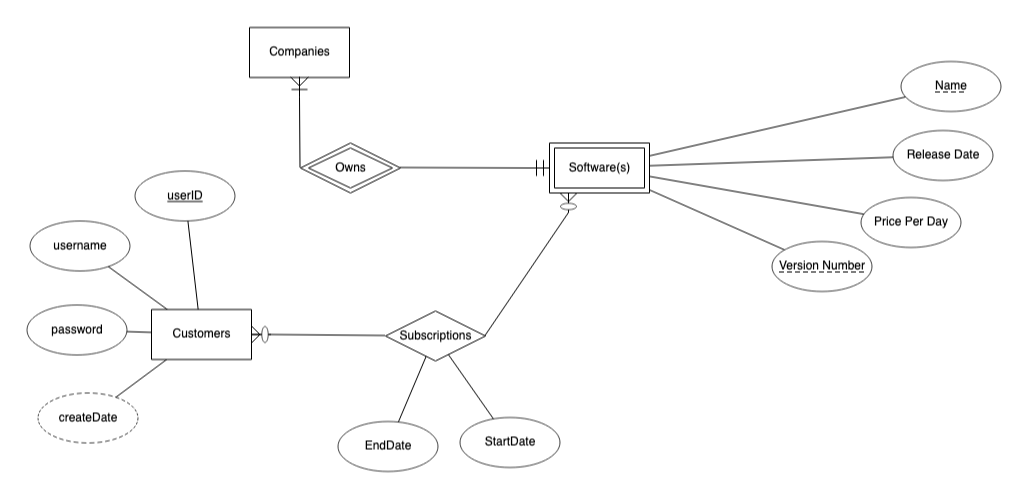 Companies
Name
Release Date
Owns
Software(s)
userID
Price Per Day
username
Version Number
password
Customers
Subscriptions
createDate
EndDate
StartDate